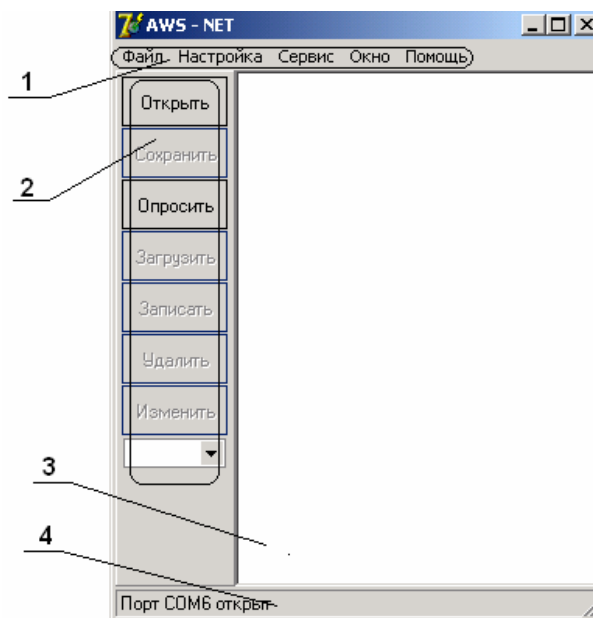 AWS - NET
Файл Настройка Сервис Окно Помощь
1
Открыть
Сохранить
2
Опросить
Загрузить
Записать
Удалить
Изменить
3
4
Порт COM6 открыт